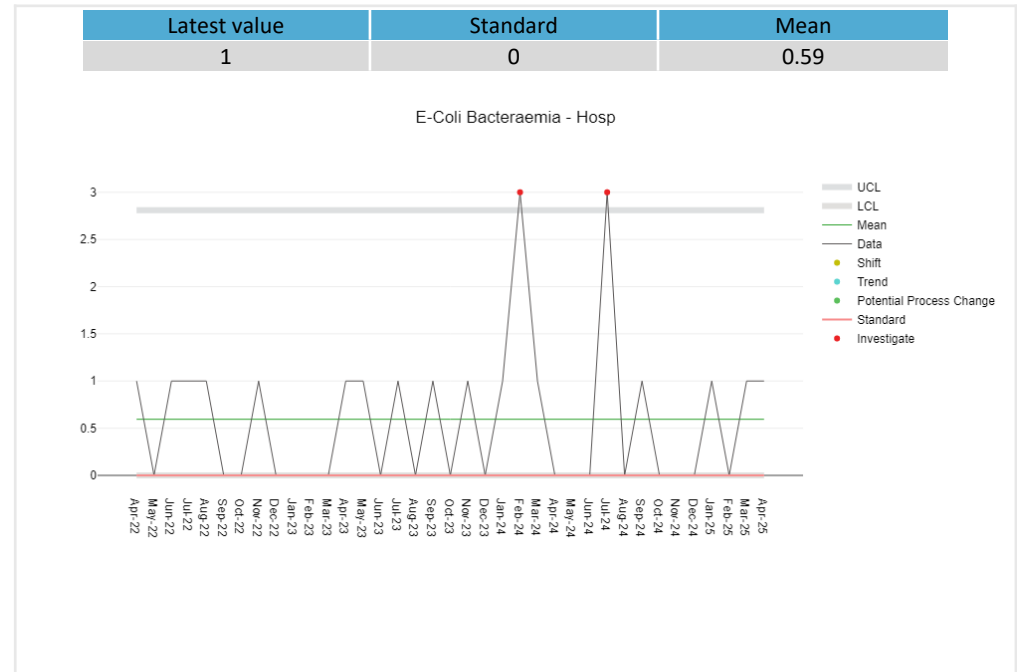 Latest value Standard Mean
1 0 0.59
E-Coli Bacteraemia - Hosp
3
2.5
2
1.5
1
0.5
0
UCL
LCL
Mean
Data
Shift
Trend
Potential Process Change
Standard
Investigate
Apr-22 May-22 Jun-22 Jul-22 Aug-22 Sep-22 Oct-22 Nov-22 Dec-22 Jan-23 Feb-23 Mar-23 Apr-23 May-23 Jun-23 Jul-23 Aug-23 Sep-23 Oct-23 Nov-23 Dec-23 Jan-24 Feb-24 Mar-24 Apr-24 May-24 Jun-24 Jul-24 Aug-24 Sep-24 Oct-24 Nov-24 Dec-24 Jan-25 Feb-25 Mar-25 Apr-25